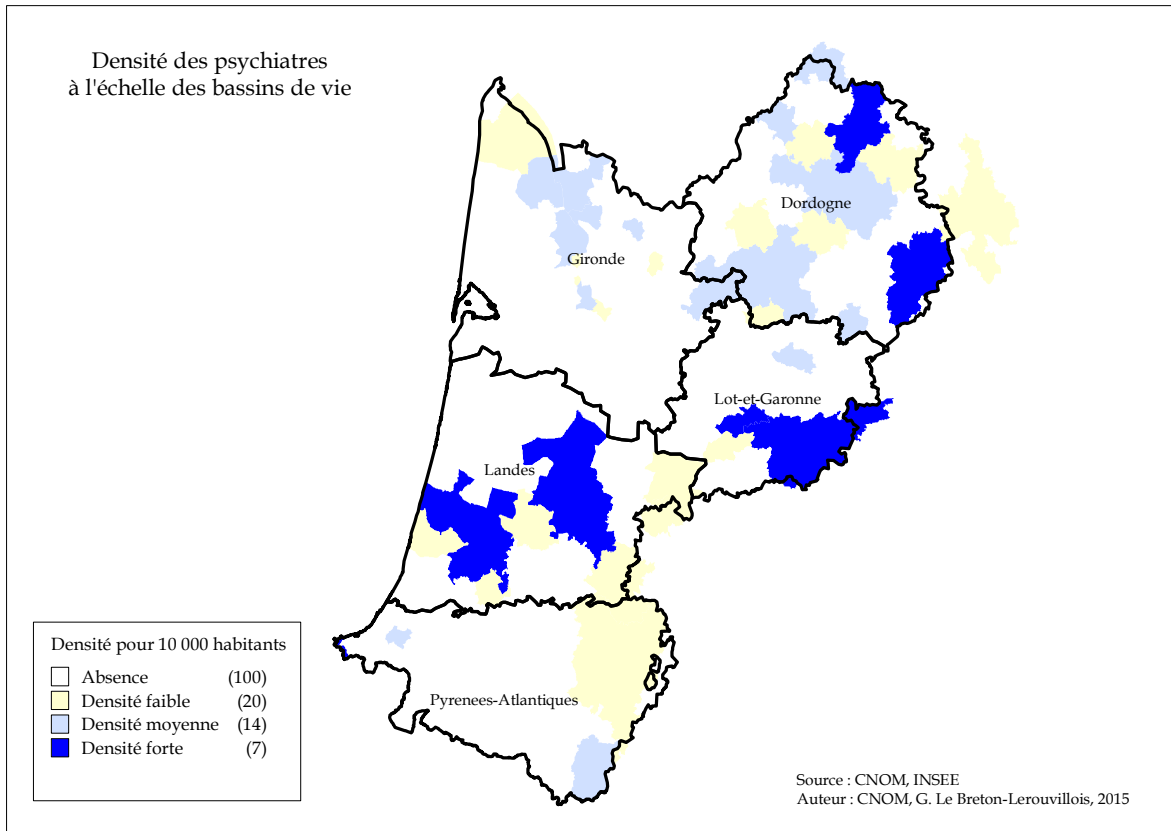 Densité des psychiatres
à l'échelle des bassins de vie
Dordogne
Gironde
Lot-et-Garonne
Landes
Pyrenees-Atlantiques
Densité pour 10 000 habitants
Absence (100)
Densité faible (20)
Densité moyenne (14)
Densité forte (7)
Source : CNOM, INSEE
Auteur : CNOM, G. Le Breton-Lerouvillois, 2015